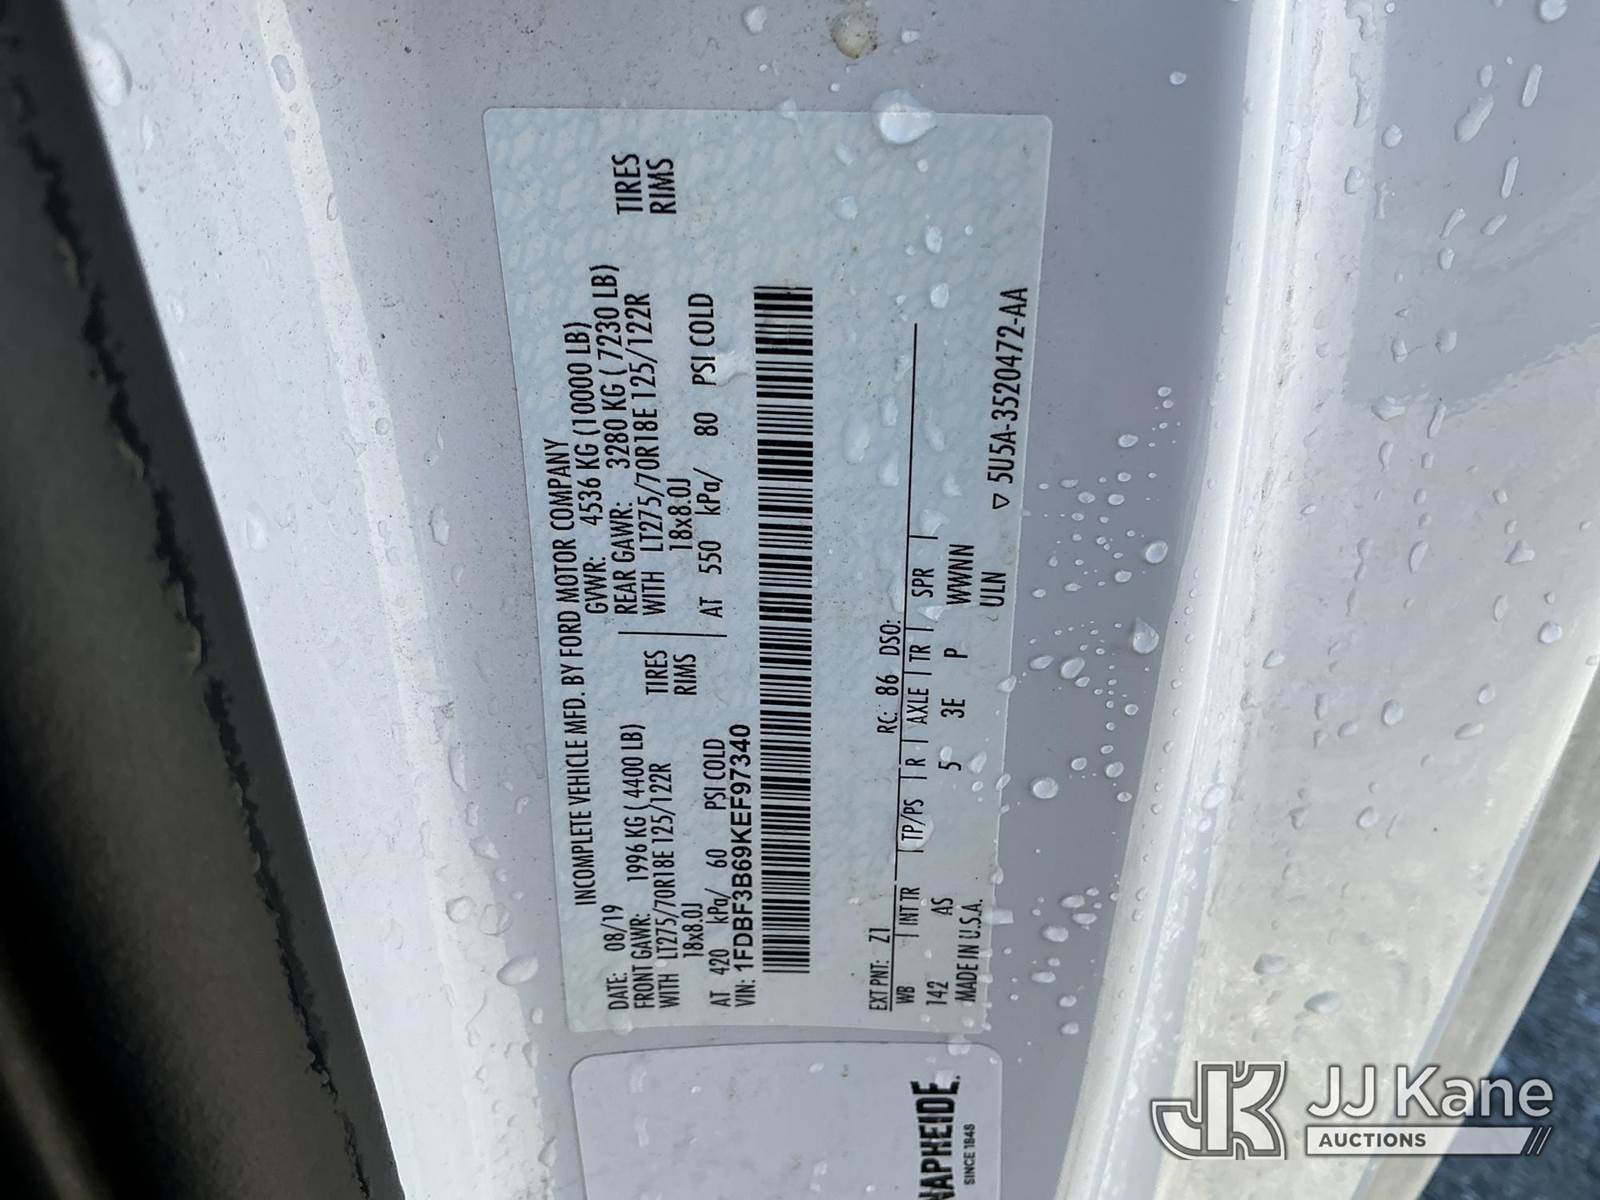 INCOMPLETE VEHICLE MFD. BY FORD MOTOR COMPANY
DATE: 08/19 GVWR: 4536 KG (10000 LB)
FRONT GAWR: 1996 KG ( 4400 LB) REAR GAWR: 3280 KG ( 7230 LB)
WITH LT275/70R18E 125/122R TIRES WITH LT275/70R18E 125/122R TIRES
18x8.0J RIMS 18x8.0J RIMS
AT 420 kPa/ 60 PSI COLD AT 550 kPa/ 80 PSI COLD
VIN: 1FDBF3B69KEF97340
EXT PNT: Z1 RC: 86 DSO:
WB INT TR TP/PS R AXLE TR SPR
142 AS 5 3E P WWNN
MADE IN U.S.A. ULN
▽ 5U5A-3520472-AA
NAPHEIDE.
SINCE 1848
JK JJ Kane
AUCTIONS